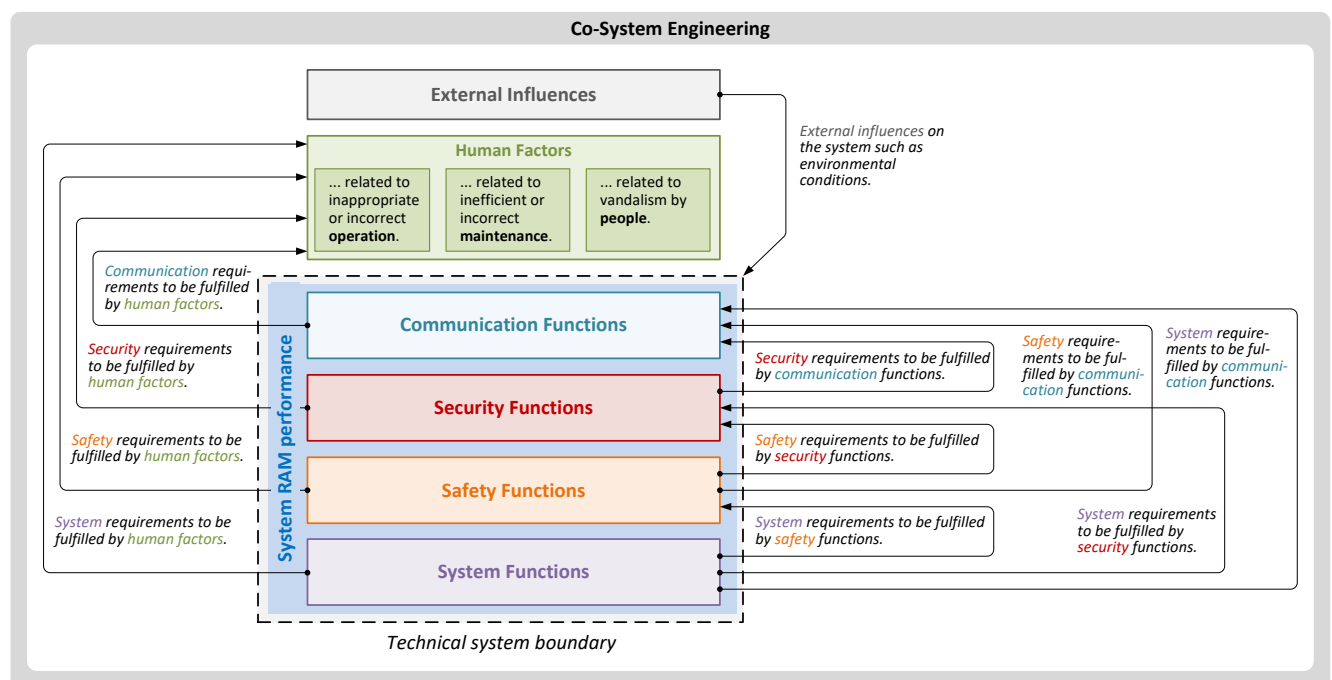 Co-System Engineering
External Influences
External influences on
the system such as
environmental
conditions.
Human Factors
... related to
inappropriate
or incorrect
operation.
... related to
inefficient or
incorrect
maintenance.
... related to
vandalism by
people.
Communication requi-
rements to be fulfilled
by human factors.
Security requirements
to be fulfilled by
human factors.
Safety requirements to be
fulfilled by human factors.
System requirements to be
fulfilled by human factors.
System RAM performance
Communication Functions
Security Functions
Safety Functions
System Functions
Security requirements to be fulfilled
by communication functions.
Safety requirements to be fulfilled
by security functions.
System requirements to be fulfilled
by safety functions.
Safety require-
ments to be ful-
filled by communi-
cation functions.
System require-
ments to be ful-
filled by communi-
cation functions.
System requirements
to be fulfilled by
security functions.
Technical system boundary